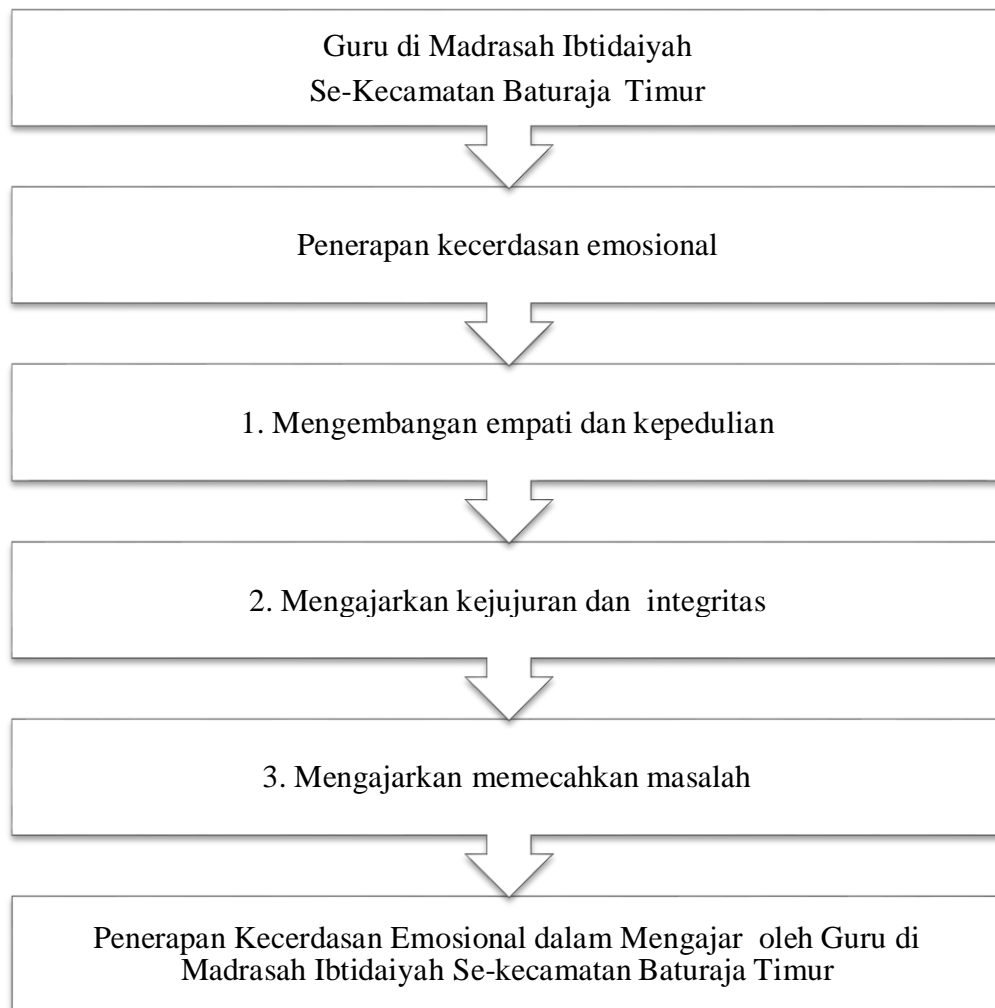 Guru di Madrasah Ibtidaiyah
Se-Kecamatan Baturaja Timur
Penerapan kecerdasan emosional
1. Mengembangan empati dan kepedulian
2. Mengajarkan kejujuran dan integritas
3. Mengajarkan memecahkan masalah
Penerapan Kecerdasan Emosional dalam Mengajar oleh Guru di
Madrasah Ibtidaiyah Se-kecamatan Baturaja Timur